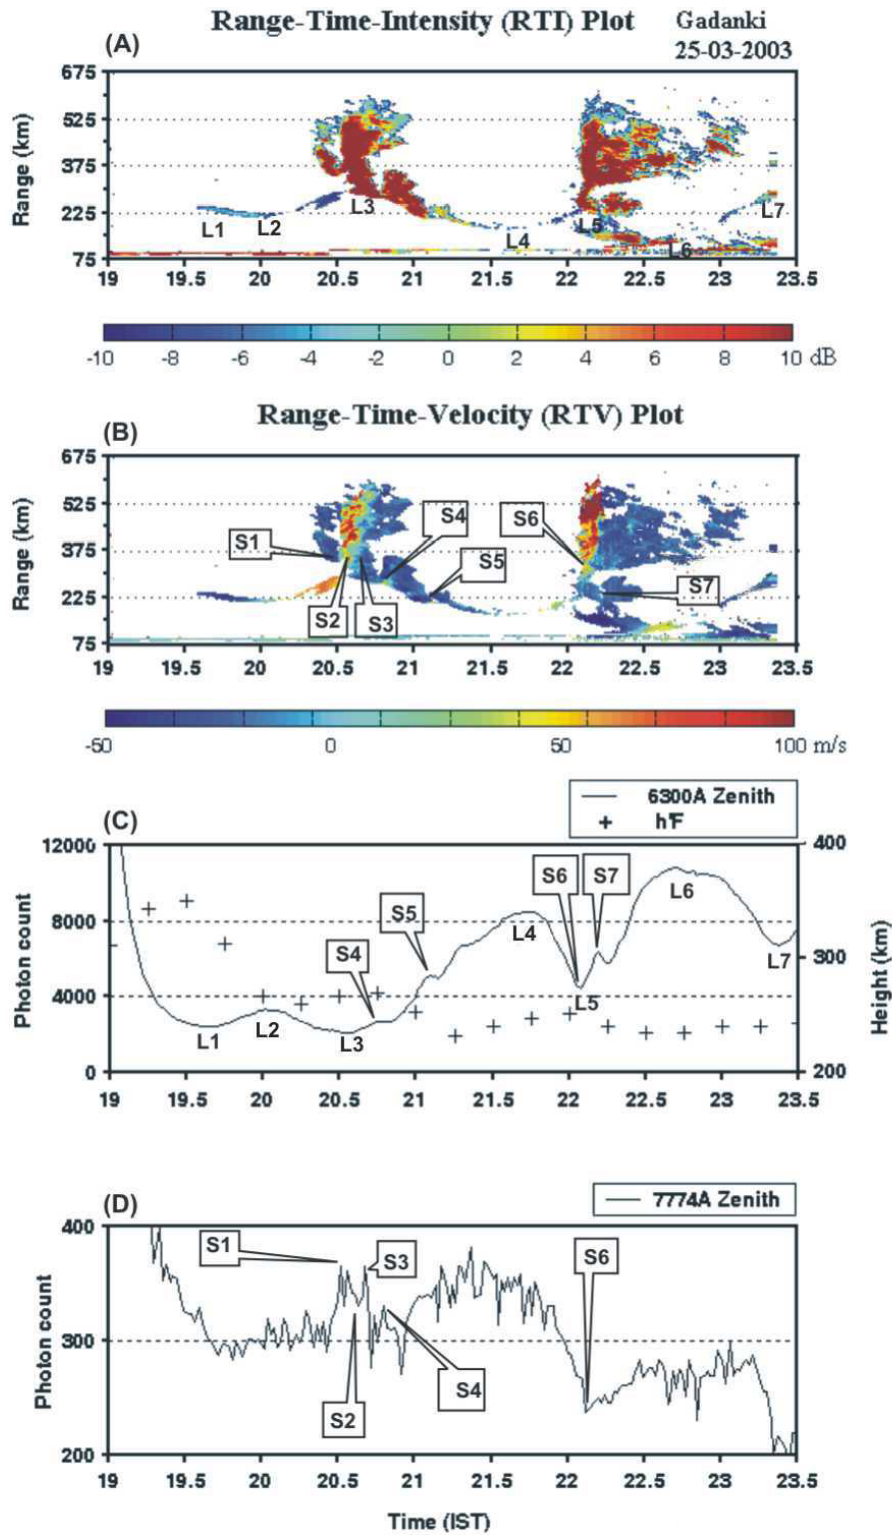 Range-Time-Intensity (RTI) Plot
Gadanki
25-03-2003
(A)
675
525
375
225
75
Range (km)
L1 L2 L3 L4 L5 L6 L7
19 19.5 20 20.5 21 21.5 22 22.5 23 23.5
-10 -8 -6 -4 -2 0 2 4 6 8 10 dB
Range-Time-Velocity (RTV) Plot
(B)
675
525
375
225
75
Range (km)
S1 S2 S3 S4 S5 S6 S7
19 19.5 20 20.5 21 21.5 22 22.5 23 23.5
-50 0 50 100 m/s
(C)
6300A Zenith
+ h'F
12000
8000
4000
0
Photon count
400
300
200
Height (km)
S4 S5 S6 S7
L1 L2 L3 L4 L5 L6 L7
19 19.5 20 20.5 21 21.5 22 22.5 23 23.5
(D)
7774A Zenith
400
300
200
Photon count
S1 S2 S3 S4 S6
19 19.5 20 20.5 21 21.5 22 22.5 23 23.5
Time (IST)